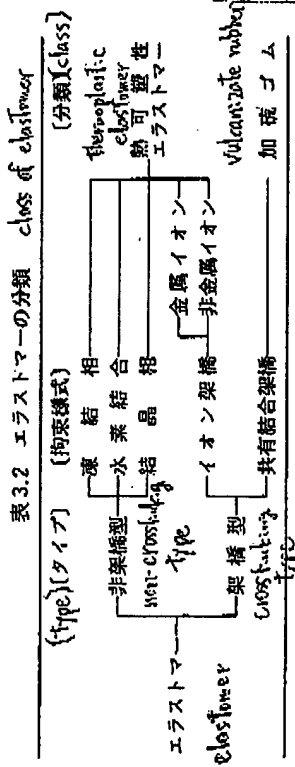 表3.2 エラストマーの分類 class of elastomer
(type)[タイプ] [拘束様式] [分類](class)
エラストマー
elastomer
非架橋型
non-crosslinking
type
凍結相
水素結合
結晶相
thermoplastic
elastomer
熱可塑性
エラストマー
架橋型
crosslinking
type
イオン架橋
金属イオン
非金属イオン
共有結合架橋
vulcanizate rubber
加硫ゴム